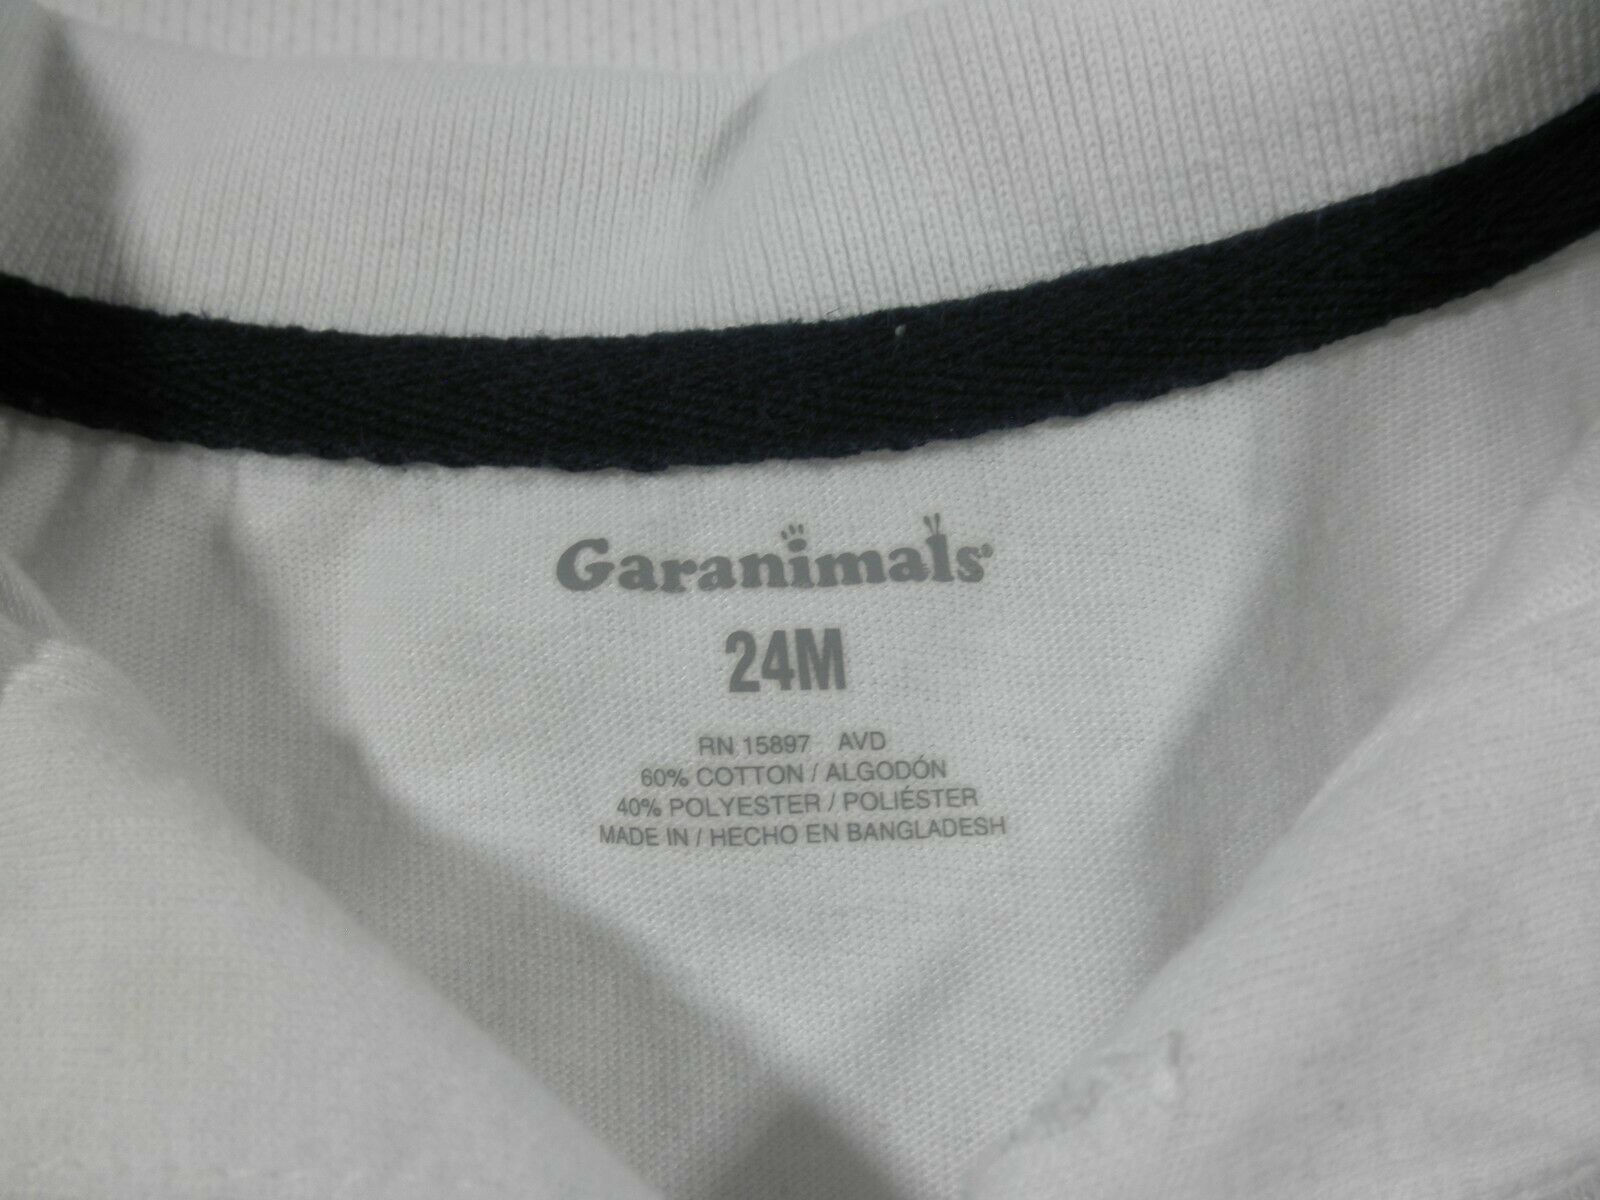 Garanimals®
24M
RN 15897 AVD
60% COTTON / ALGODÓN
40% POLYESTER / POLIÉSTER
MADE IN / HECHO EN BANGLADESH